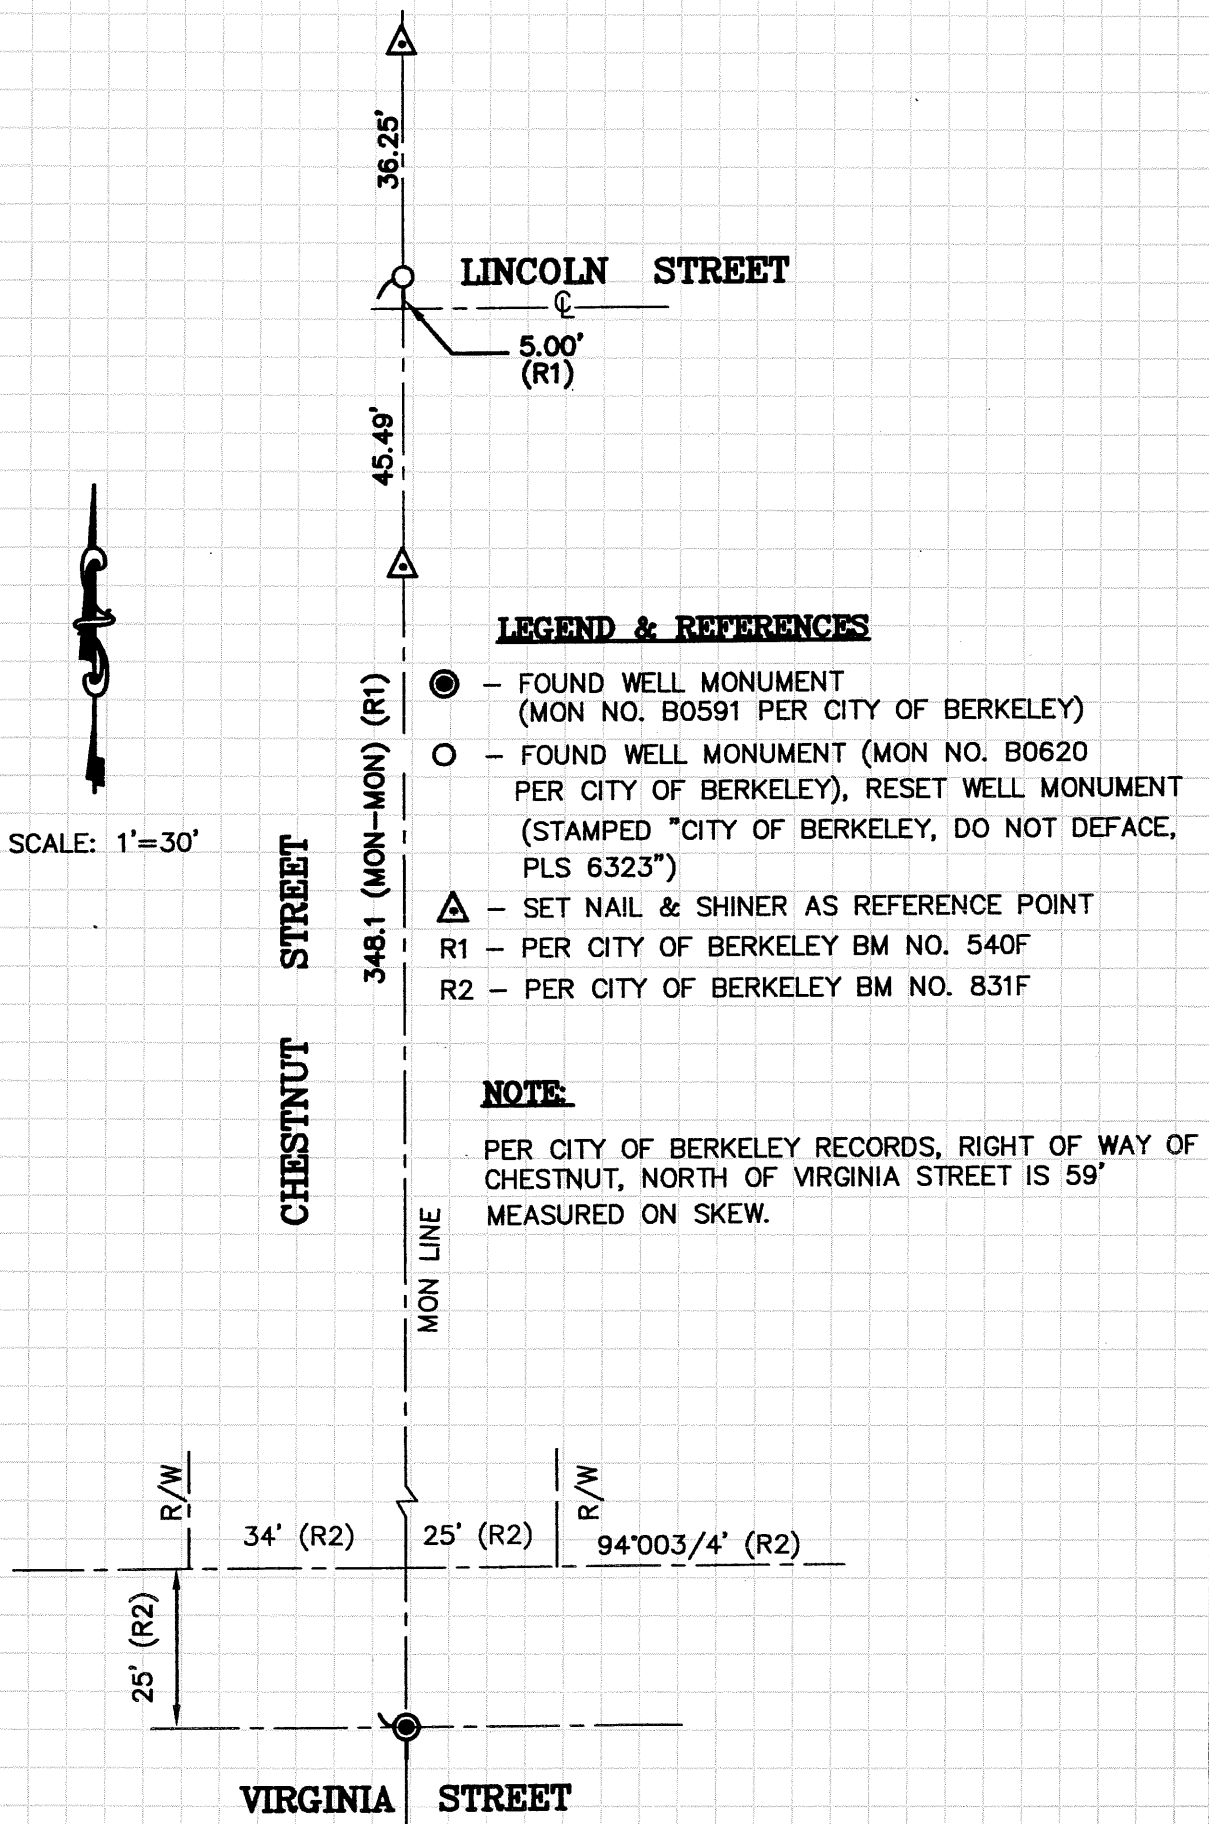 36.25'
LINCOLN STREET
℄
5.00'
(R1)
45.49'
LEGEND & REFERENCES
– FOUND WELL MONUMENT
(MON NO. B0591 PER CITY OF BERKELEY)
– FOUND WELL MONUMENT (MON NO. B0620
PER CITY OF BERKELEY), RESET WELL MONUMENT
(STAMPED "CITY OF BERKELEY, DO NOT DEFACE,
PLS 6323")
– SET NAIL & SHINER AS REFERENCE POINT
R1 – PER CITY OF BERKELEY BM NO. 540F
R2 – PER CITY OF BERKELEY BM NO. 831F
SCALE: 1'=30'
348.1 (MON-MON) (R1)
CHESTNUT STREET
NOTE:
PER CITY OF BERKELEY RECORDS, RIGHT OF WAY OF
CHESTNUT, NORTH OF VIRGINIA STREET IS 59'
MEASURED ON SKEW.
MON LINE
R/W
R/W
34' (R2)
25' (R2)
94°003/4' (R2)
25' (R2)
VIRGINIA STREET